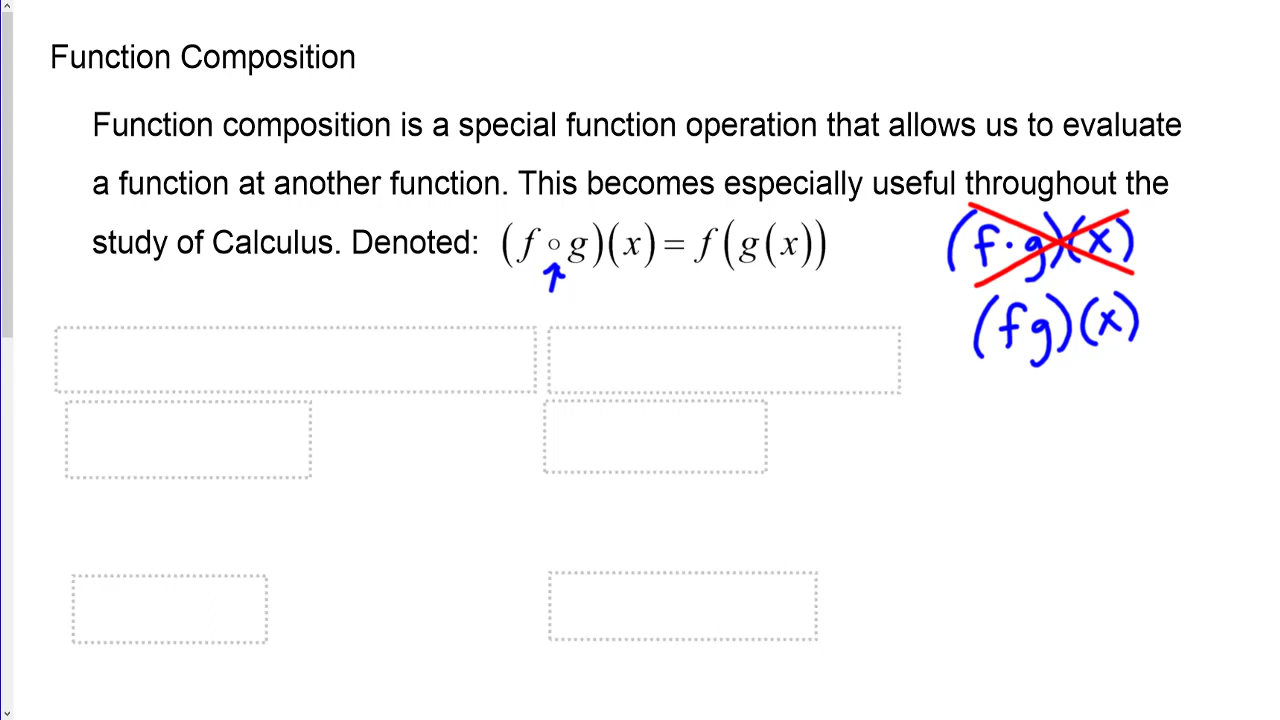 Function Composition
Function composition is a special function operation that allows us to evaluate
a function at another function. This becomes especially useful throughout the
study of Calculus. Denoted: (f ∘ g)(x) = f(g(x))
(f · g)(x)
(fg)(x)